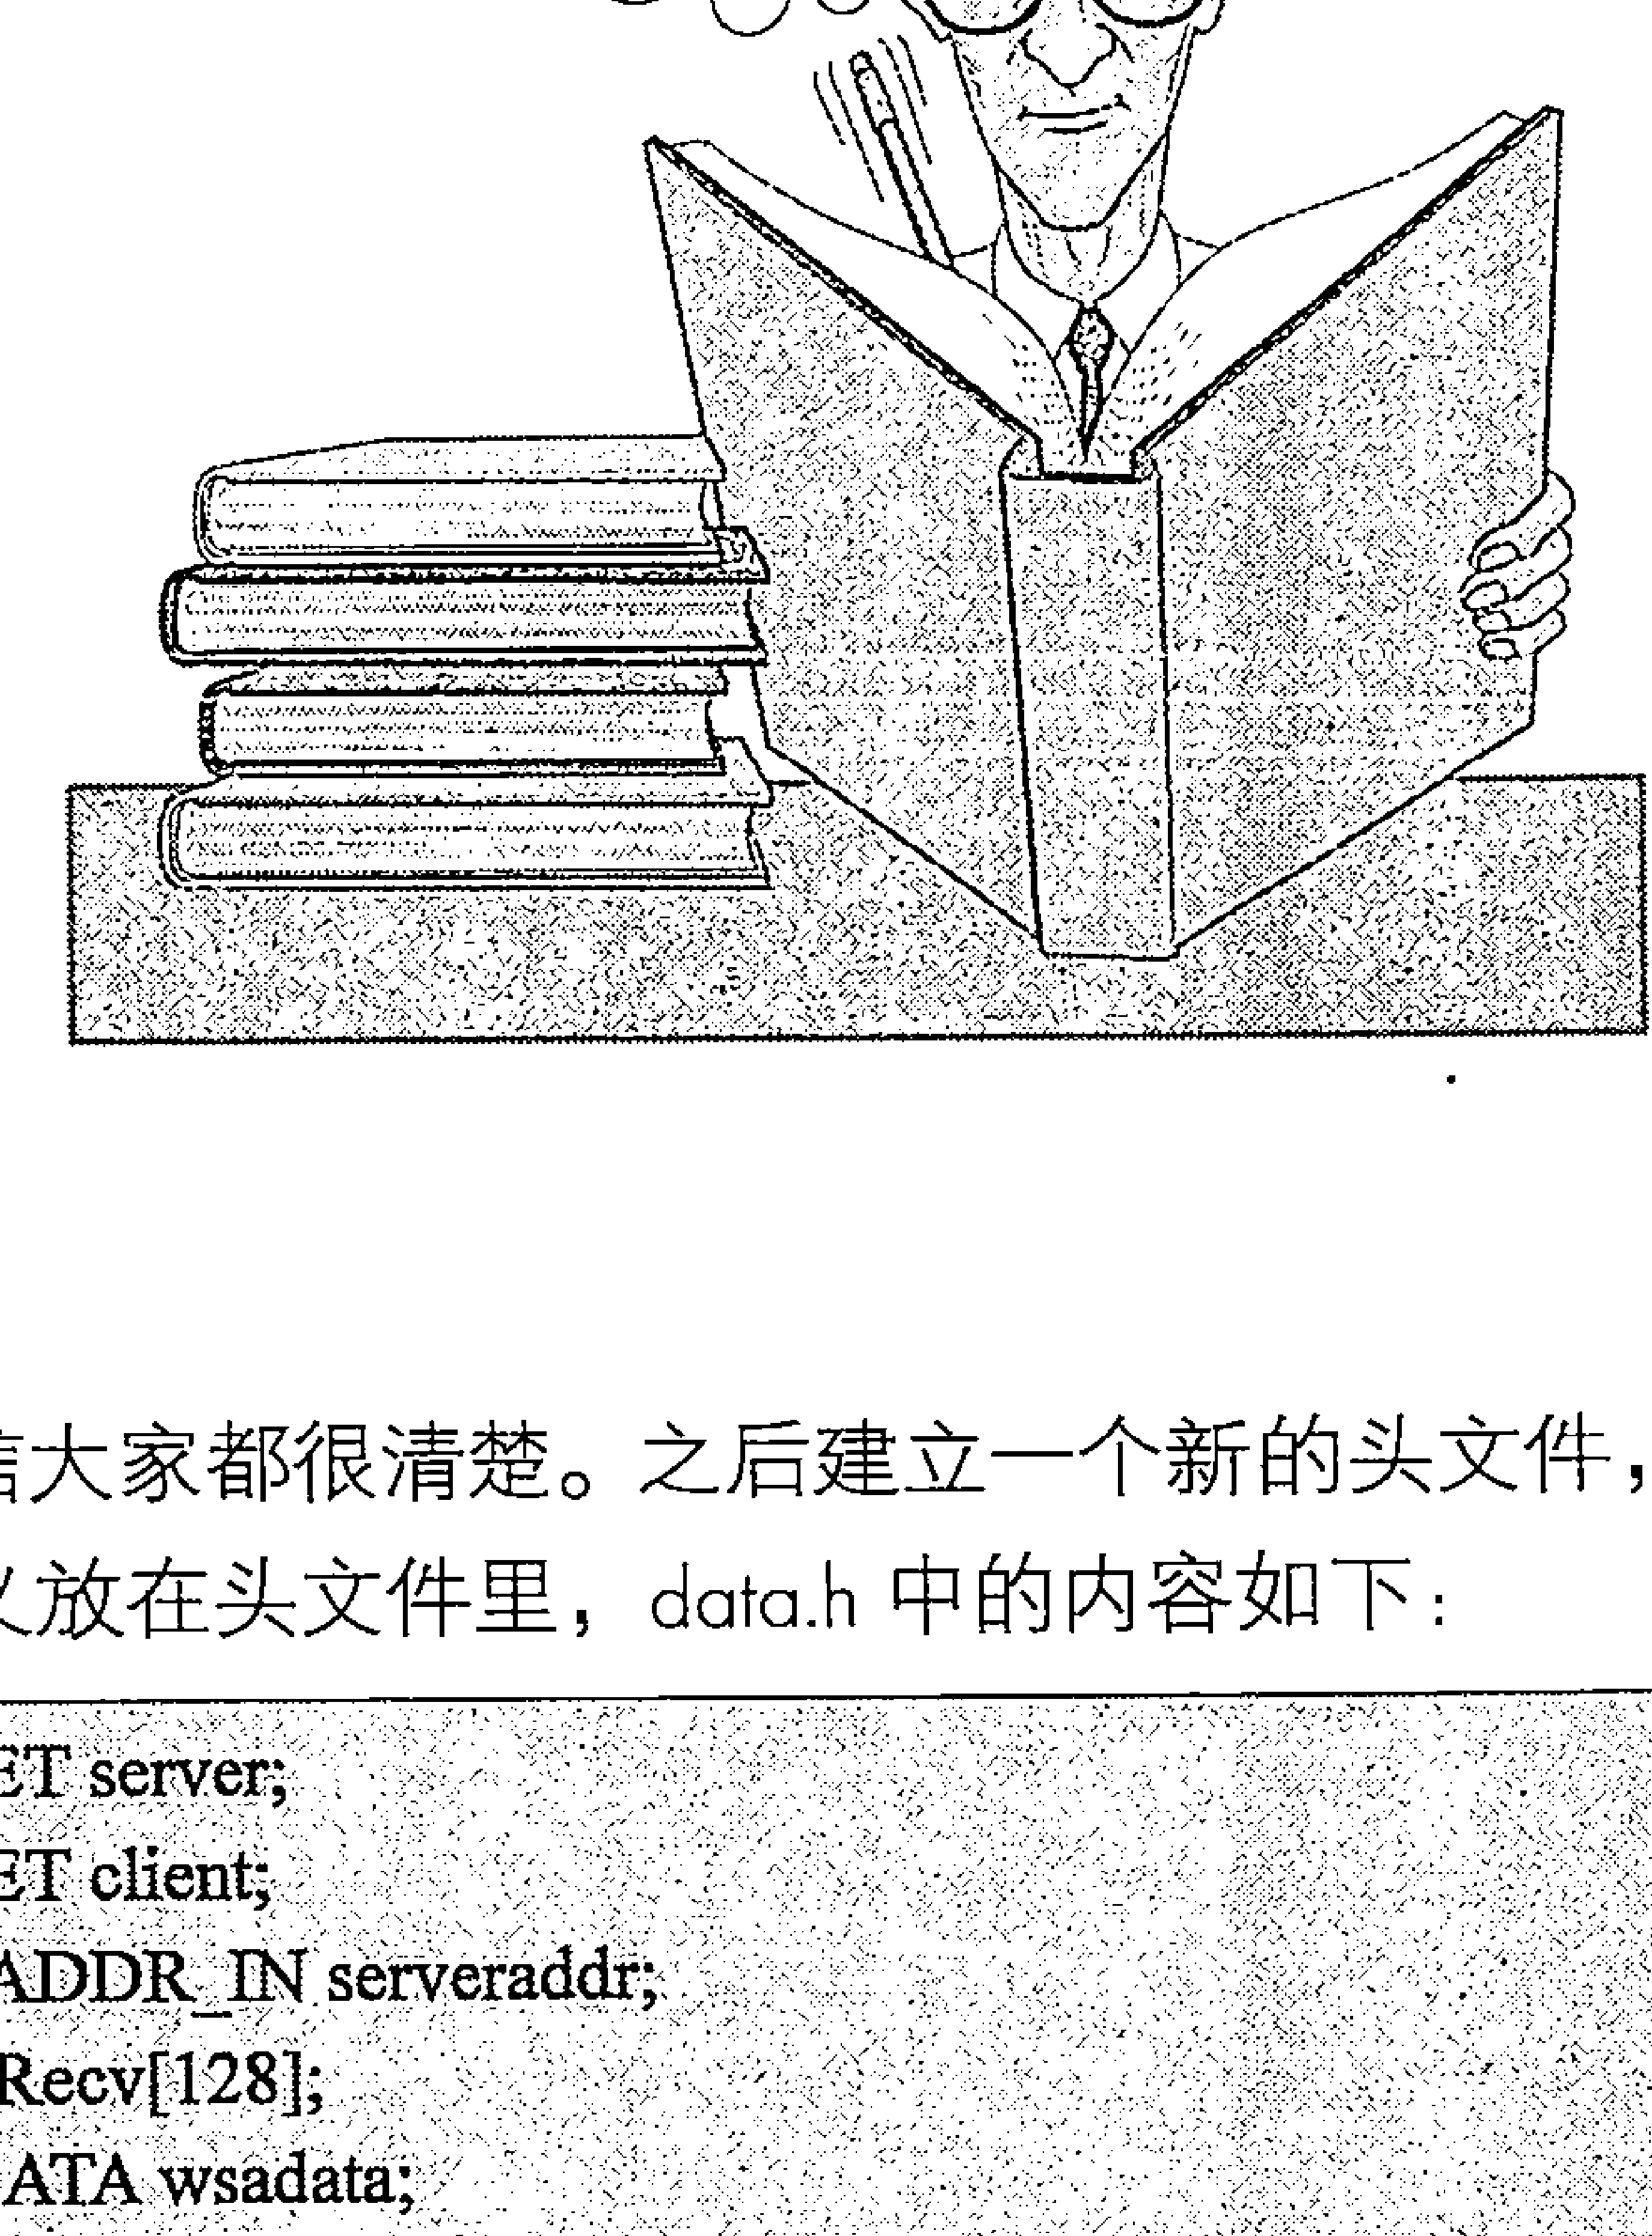 大家都很清楚。之后建立一个新的头文件，
放在头文件里，data.h 中的内容如下：
ET server;
ET client;
ADDR_IN serveraddr;
Recv[128];
ATA wsadata;